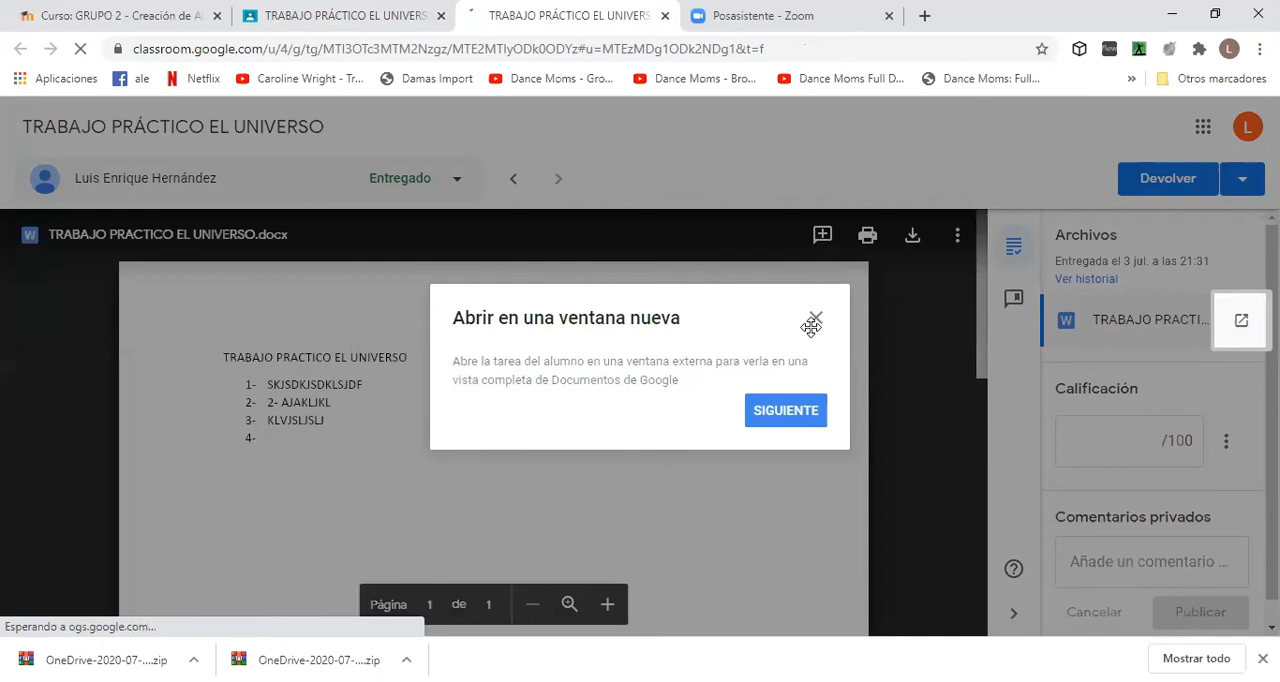 Curso: GRUPO 2 - Creación de AU
TRABAJO PRÁCTICO EL UNIVERS
TRABAJO PRÁCTICO EL UNIVERS
Posasistente - Zoom
classroom.google.com/u/4/g/tg/MTI3OTc3MTM2Nzgz/MTE2MTIyODk0ODYz#u=MTEzMDg1ODk2NDg1&t=f
Aplicaciones
ale
Netflix
Caroline Wright - Tr...
Damas Import
Dance Moms - Gro...
Dance Moms - Bro...
Dance Moms Full D...
Dance Moms: Full...
»
Otros marcadores
TRABAJO PRÁCTICO EL UNIVERSO
L
Luis Enrique Hernández
Entregado
Devolver
W TRABAJO PRACTICO EL UNIVERSO.docx
Archivos
Entregada el 3 jul. a las 21:31
Ver historial
W TRABAJO PRACTI...
Abrir en una ventana nueva
Abre la tarea del alumno en una ventana externa para verla en una
vista completa de Documentos de Google
SIGUIENTE
TRABAJO PRACTICO EL UNIVERSO
1- SKJSDKJSDKLSJDF
2- 2- AJAKLJKL
3- KLVJSLJSLJ
4-
Calificación
/100
Comentarios privados
Añade un comentario ...
Cancelar
Publicar
Página 1 de 1
Esperando a ogs.google.com...
OneDrive-2020-07-....zip
OneDrive-2020-07-....zip
Mostrar todo